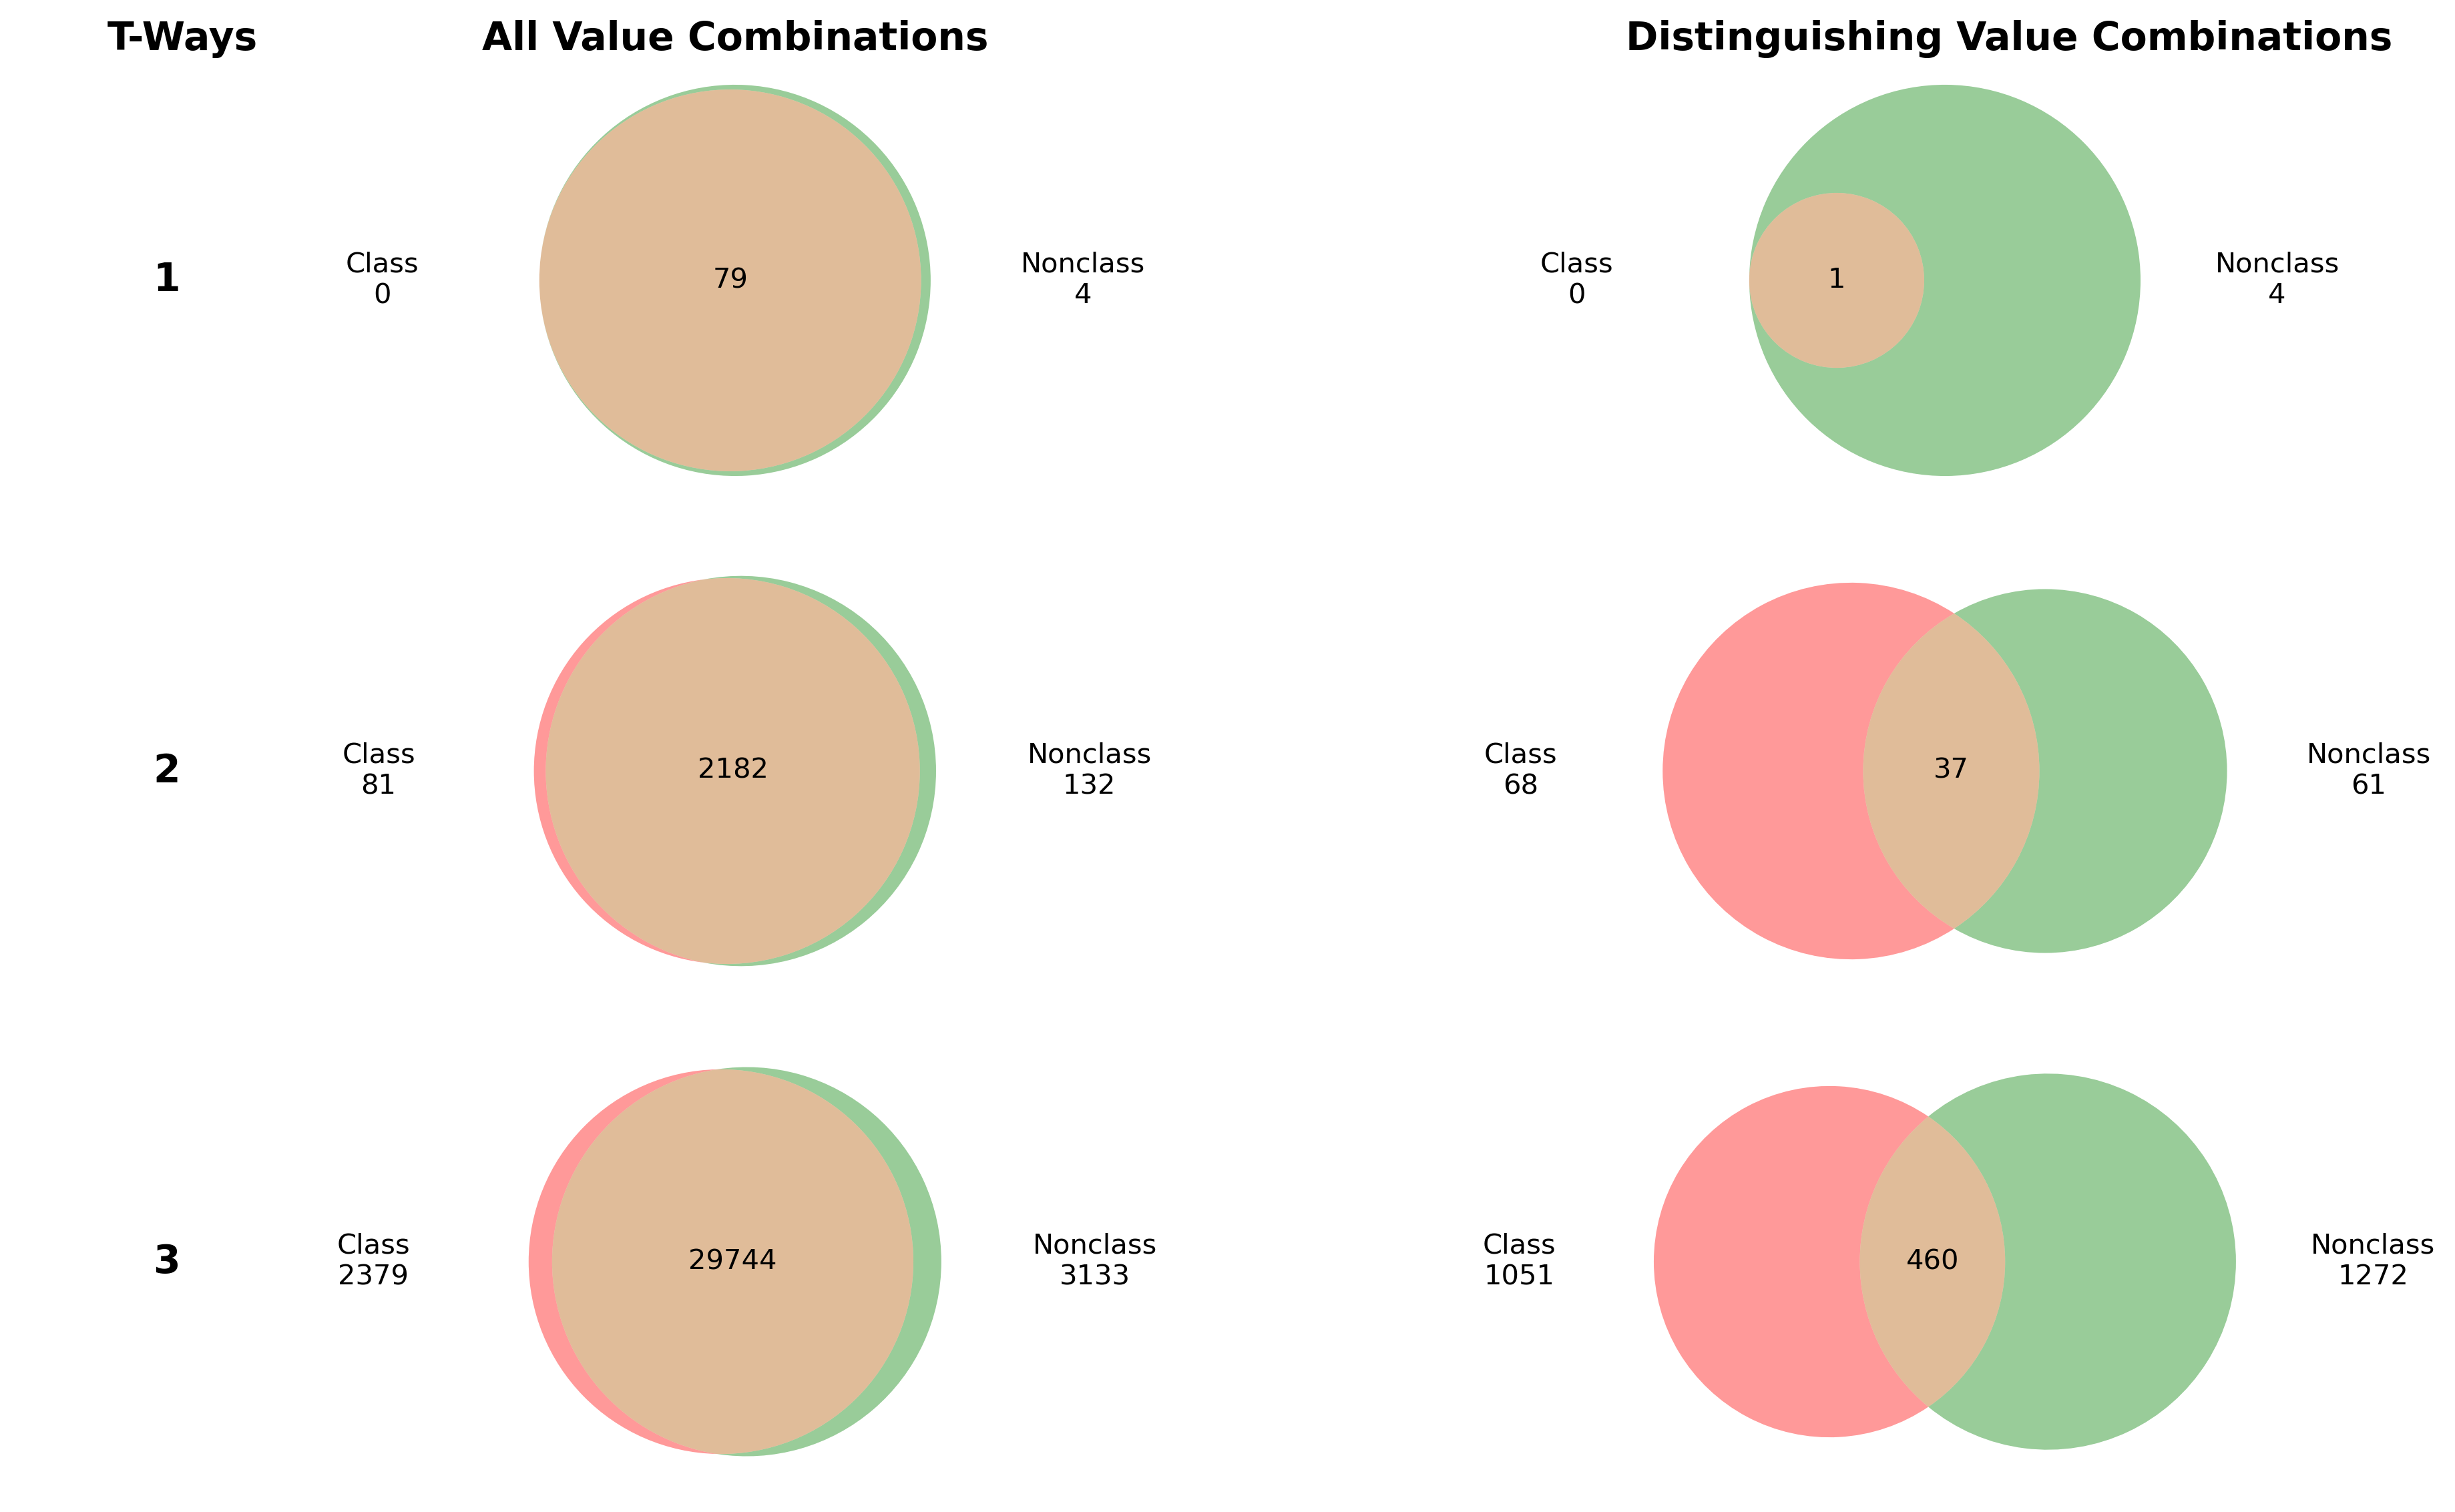 T-Ways
All Value Combinations
Distinguishing Value Combinations
1
Class
0
79
Nonclass
4
Class
0
1
Nonclass
4
2
Class
81
2182
Nonclass
132
Class
68
37
Nonclass
61
3
Class
2379
29744
Nonclass
3133
Class
1051
460
Nonclass
1272